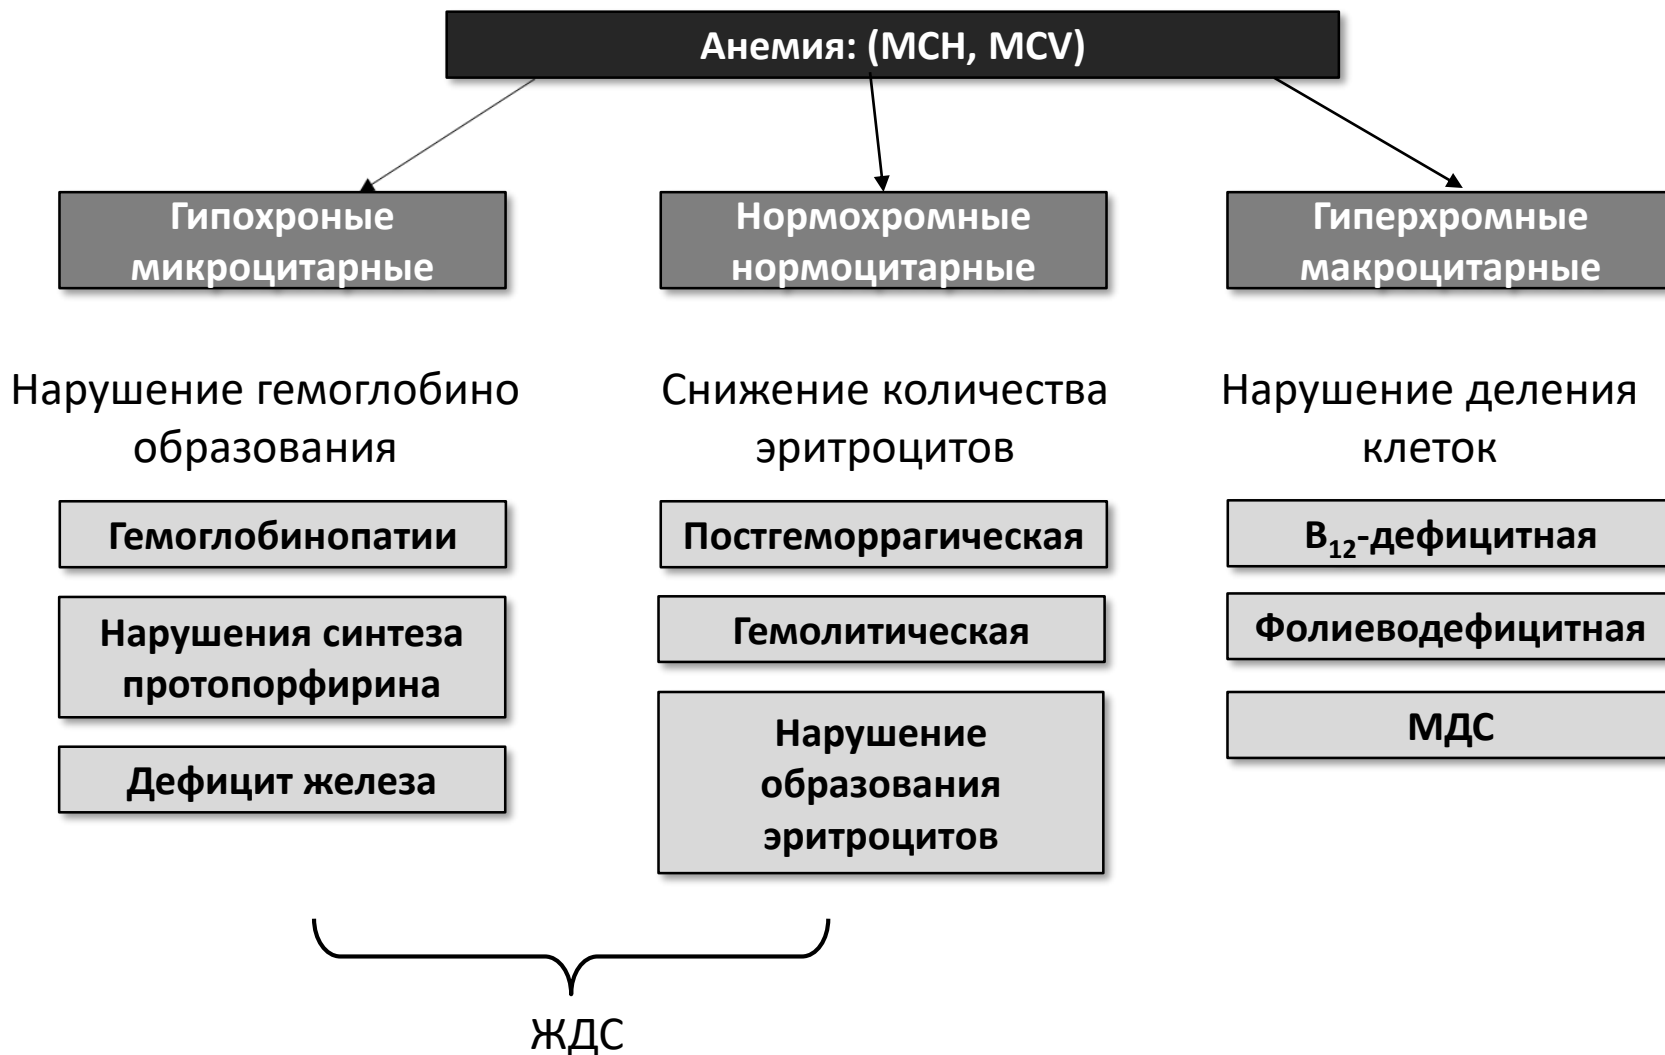 Анемия: (MCH, MCV)
Гипохроные
микроцитарные
Нормохромные
нормоцитарные
Гиперхромные
макроцитарные
Нарушение гемоглобино
образования
Снижение количества
эритроцитов
Нарушение деления
клеток
Гемоглобинопатии
Нарушения синтеза
протопорфирина
Дефицит железа
Постгеморрагическая
Гемолитическая
Нарушение
образования
эритроцитов
B₁₂-дефицитная
Фолиеводефицитная
МДС
ЖДС